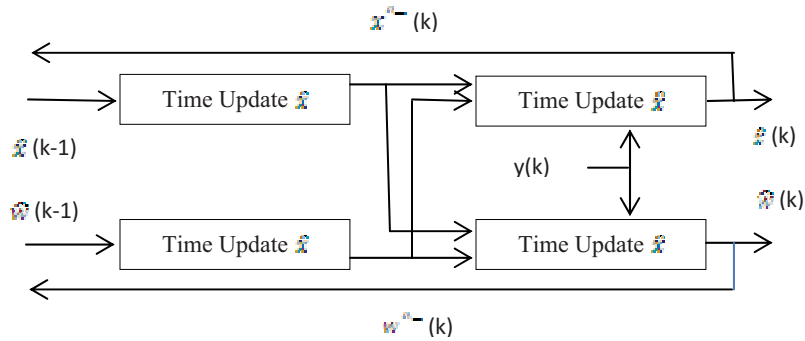 x^n-(k)
Time Update x̂
Time Update x̂
x̂(k-1)
x̂(k)
y(k)
ŵ(k-1)
ŵ(k)
Time Update x̂
Time Update x̂
w^n-(k)